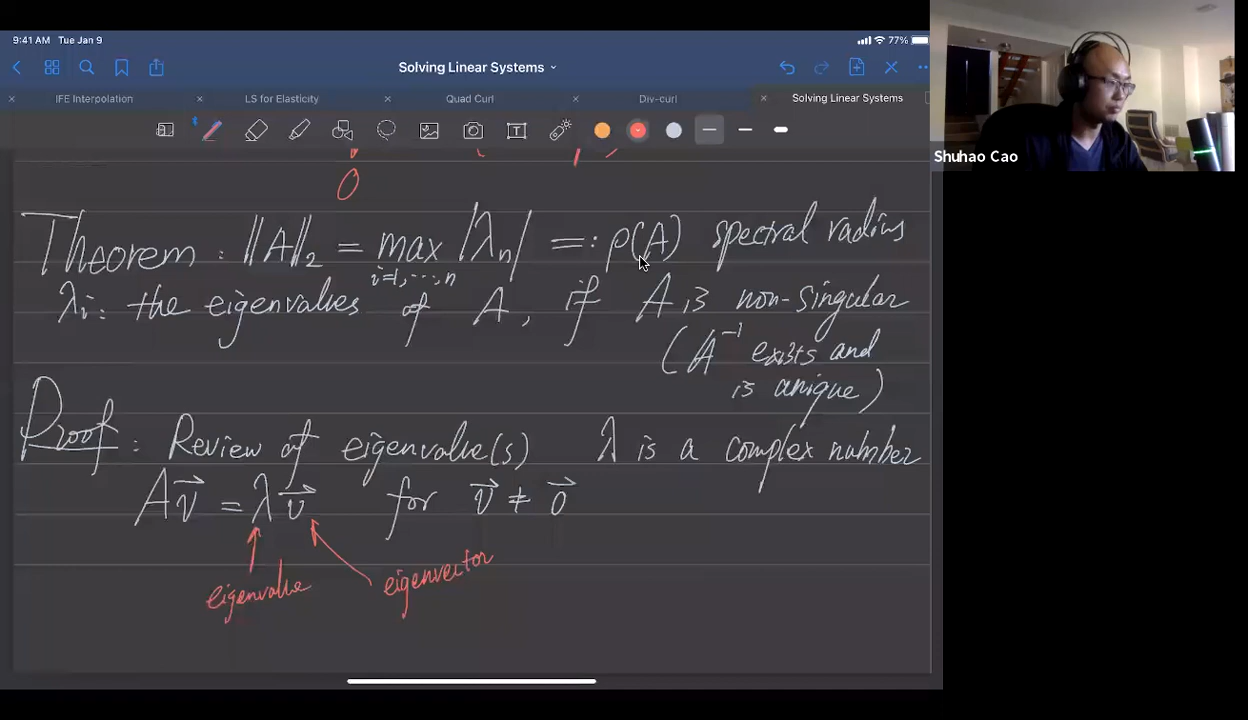 9:41 AM Tue Jan 9
77%
Solving Linear Systems
IFE Interpolation
LS for Elasticity
Quad Curl
Div-curl
Solving Linear Systems
Shuhao Cao
0
Theorem: ‖A‖₂ = max |λₙ| =: ρ(A) spectral radius
i=1,⋯,n
λi: the eigenvalues of A, if A is non-singular
(A⁻¹ exists and
is unique)
Proof: Review of eigenvalue(s) λ is a complex number
Av⃗ = λv⃗ for v⃗ ≠ 0⃗
eigenvalue
eigenvector